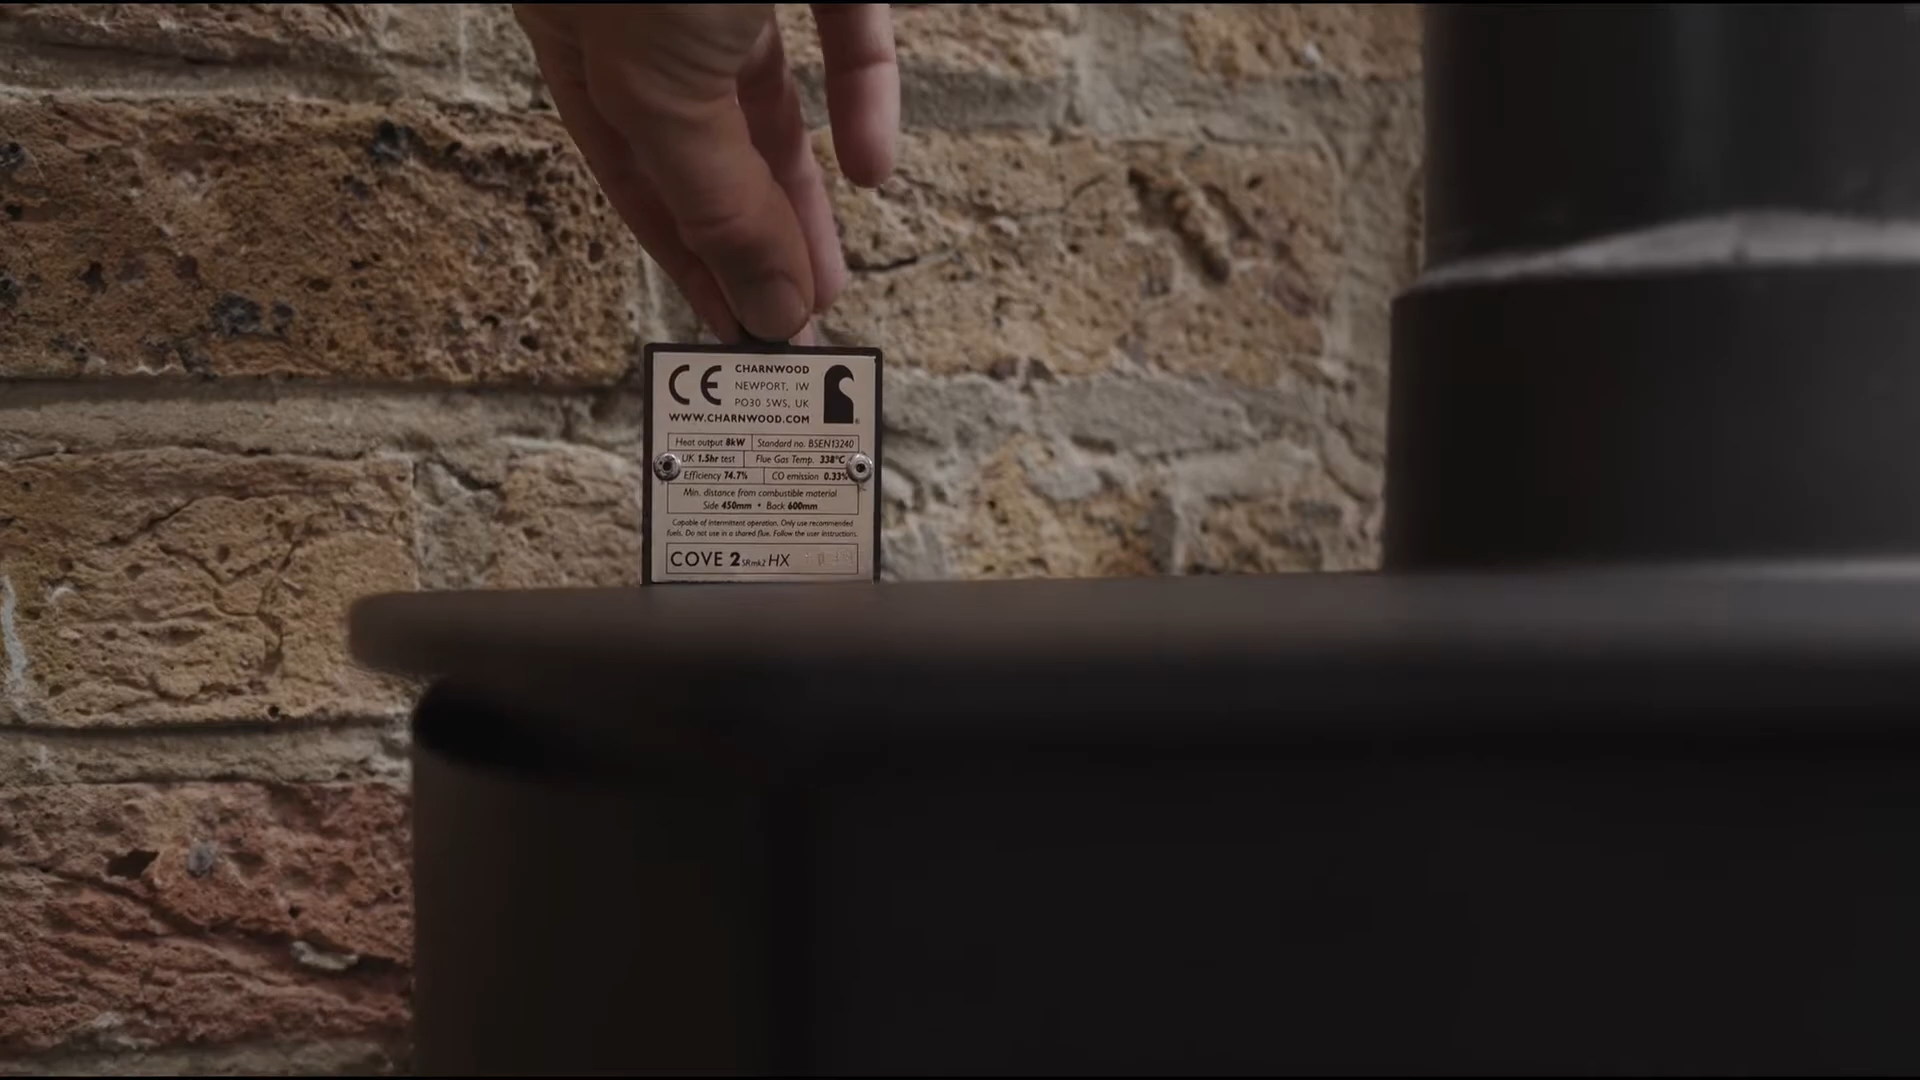 CE CHARNWOOD
NEWPORT, IW
PO30 5WS, UK
WWW.CHARNWOOD.COM
Heat output 8kW Standard no. BSEN13240
UK 1.5hr test Flue Gas Temp. 338°C
Efficiency 74.7% CO emission 0.33%
Min. distance from combustible material
Side 450mm • Back 600mm
Capable of intermittent operation. Only use recommended
fuels. Do not use in a shared flue. Follow the user instructions.
COVE 2 SRmk2 HX